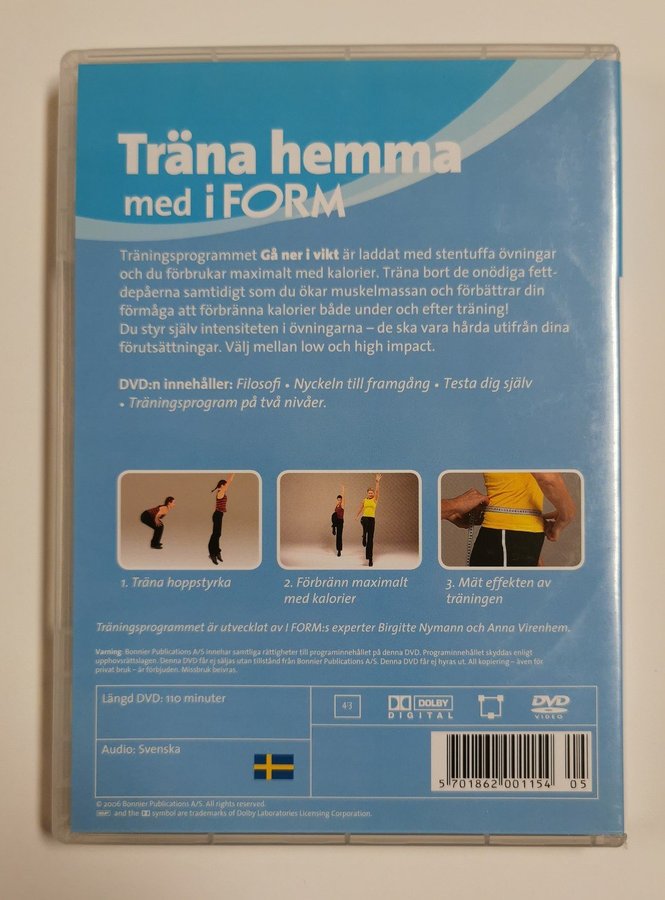 Träna hemma
med i FORM
Träningsprogrammet Gå ner i vikt är laddat med stentuffa övningar
och du förbrukar maximalt med kalorier. Träna bort de onödiga fett-
depåerna samtidigt som du ökar muskelmassan och förbättrar din
förmåga att förbränna kalorier både under och efter träning!
Du styr själv intensiteten i övningarna – de ska vara hårda utifrån dina
förutsättningar. Välj mellan low och high impact.
DVD:n innehåller: Filosofi • Nyckeln till framgång • Testa dig själv
• Träningsprogram på två nivåer.
1. Träna hoppstyrka
2. Förbränn maximalt
med kalorier
3. Mät effekten av
träningen
Träningsprogrammet är utvecklat av I FORM:s experter Birgitte Nymann och Anna Virenhem.
Varning: Bonnier Publications A/S innehar samtliga rättigheter till programinnehållet på denna DVD. Programinnehållet skyddas enligt
upphovsrättslagen. Denna DVD får ej säljas utan tillstånd från Bonnier Publications A/S. Denna DVD får ej hyras ut. All kopiering – även för
privat bruk – är förbjuden. Missbruk beivras.
Längd DVD: 110 minuter
4:3
DOLBY
DIGITAL
DVD
VIDEO
Audio: Svenska
5 701862 001154 05
© 2006 Bonnier Publications A/S. All rights reserved.
and the DD symbol are trademarks of Dolby Laboratories Licensing Corporation.